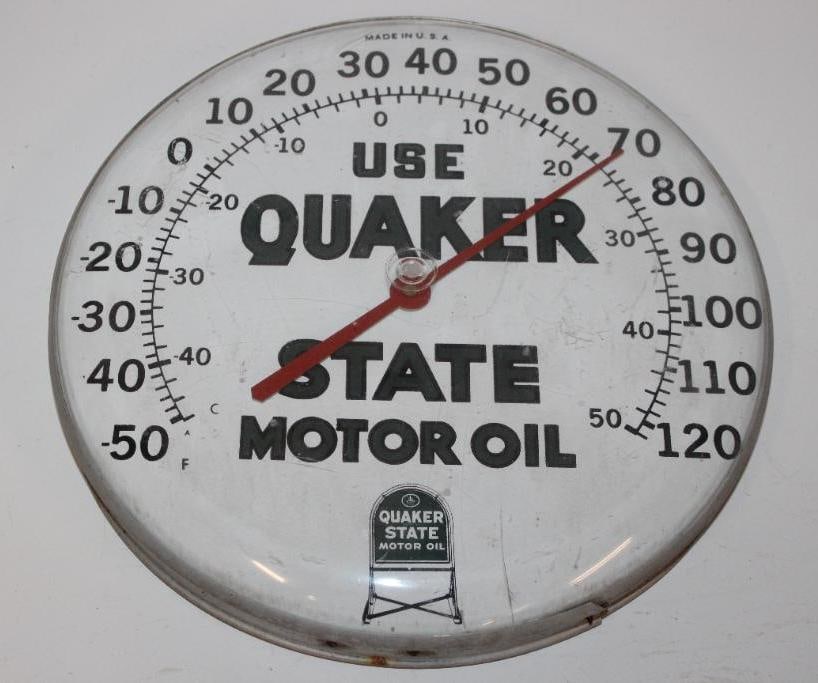 MADE IN U.S.A.
-50 40 -30 -20 -10 0 10 20 30 40 50 60 70 80 90 100 110 120
-40 -30 -20 -10 0 10 20 30 40 50
C
F
USE
QUAKER
STATE
MOTOR OIL
QUAKER
STATE
MOTOR OIL